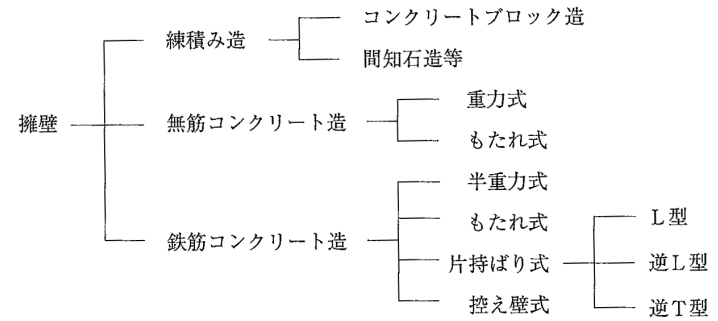 擁壁
練積み造
コンクリートブロック造
間知石造等
無筋コンクリート造
重力式
もたれ式
鉄筋コンクリート造
半重力式
もたれ式
片持ばり式
L型
逆L型
逆T型
控え壁式